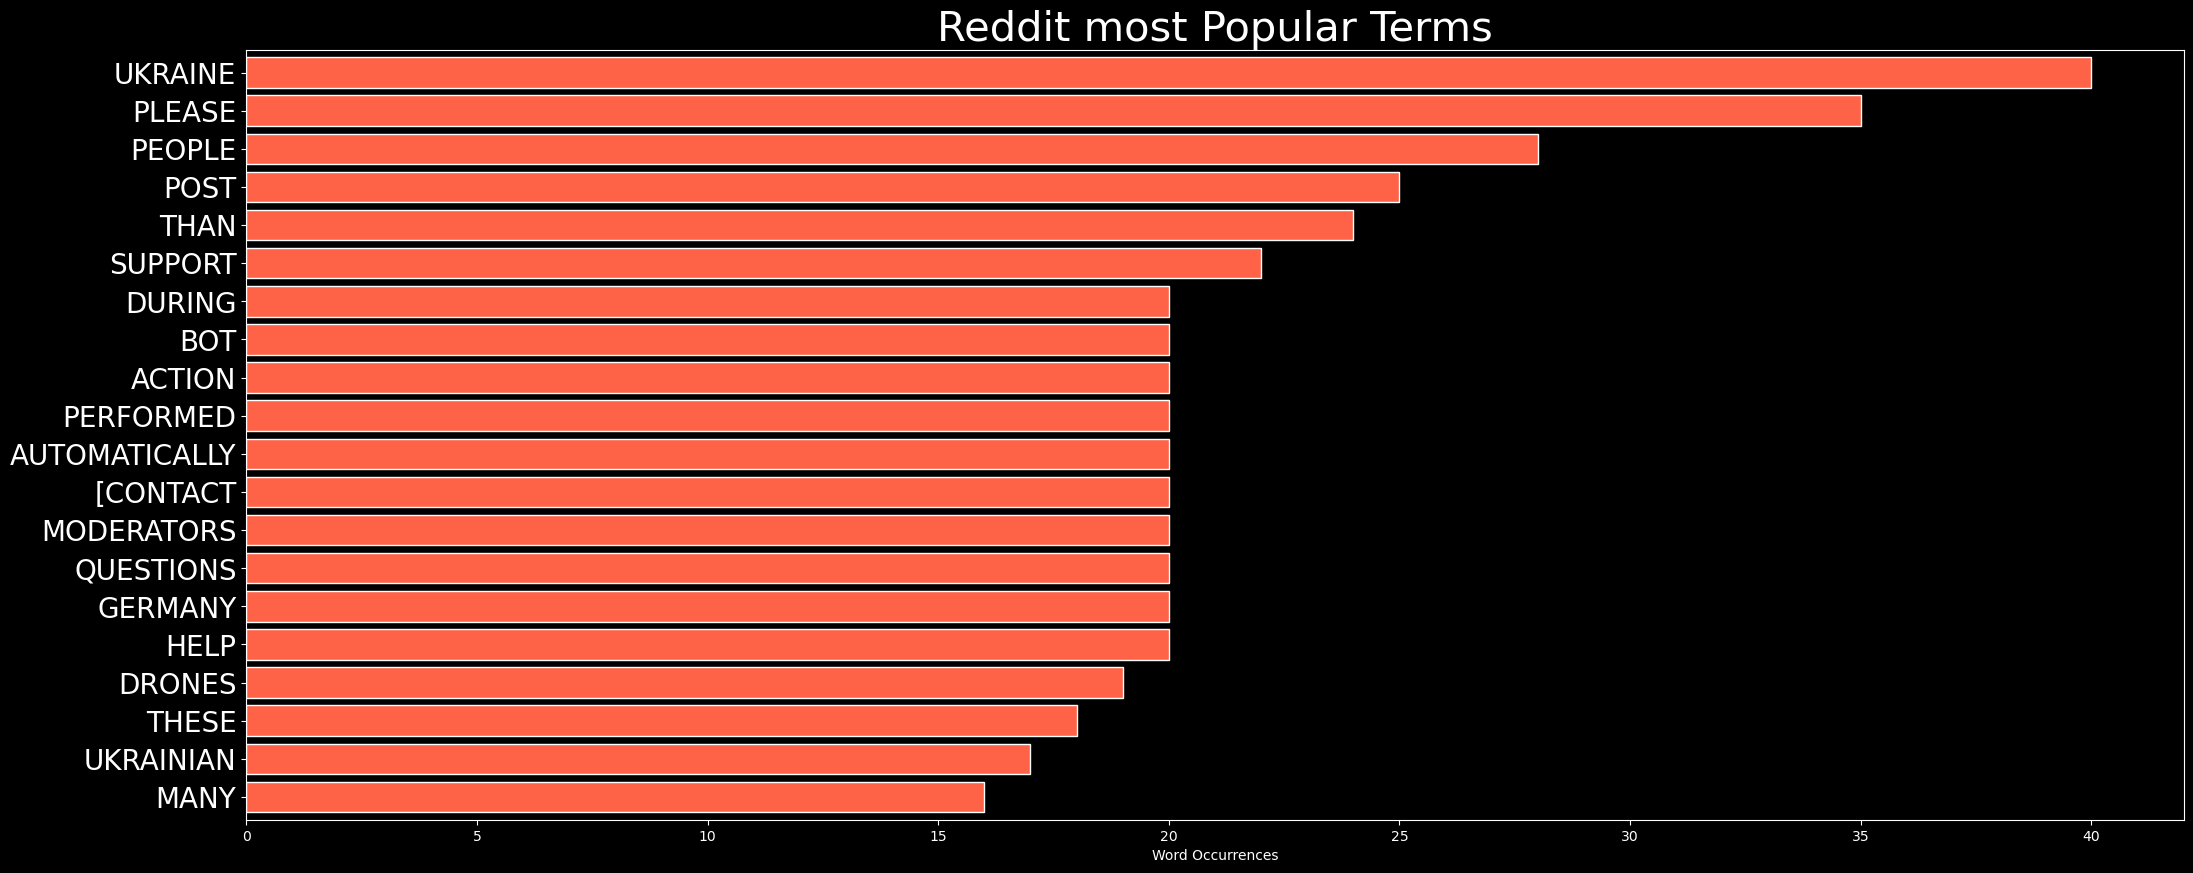 Reddit most Popular Terms
UKRAINE
PLEASE
PEOPLE
POST
THAN
SUPPORT
DURING
BOT
ACTION
PERFORMED
AUTOMATICALLY
[CONTACT
MODERATORS
QUESTIONS
GERMANY
HELP
DRONES
THESE
UKRAINIAN
MANY
0 5 10 15 20 25 30 35 40
Word Occurrences